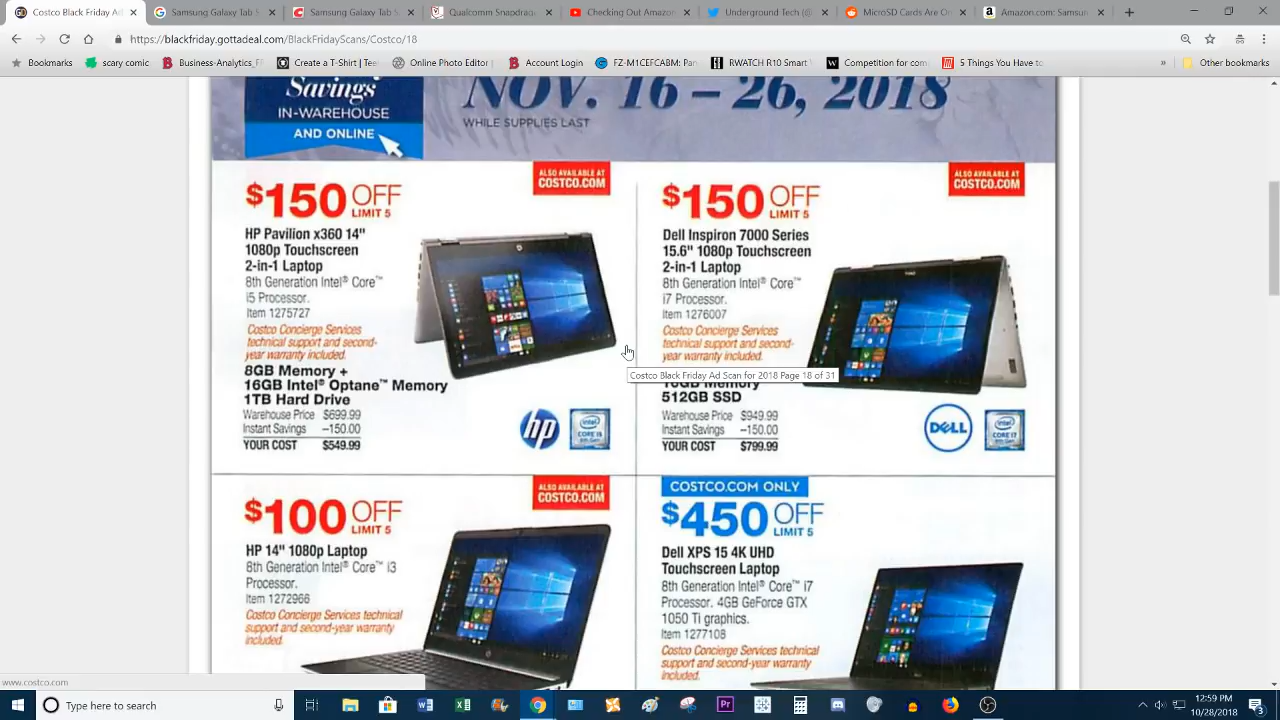 Costco Black Friday Ad
Samsung Galaxy Tab S
Samsung Galaxy Tab S
Qualcomm Snapdrag
Checking Out Amazon
Underground-Tech (@
MicroSD Cards Are O
Amazon.com: Samsun
https://blackfriday.gottadeal.com/BlackFridayScans/Costco/18
Bookmarks
scary comic
Business-Analytics_F
Create a T-Shirt | Tee
Online Photo Editor |
Account Login
FZ-M1CEFCABM: Pan
RWATCH R10 Smart
Competition for com
5 Things You Have to
»
Other bookmarks
Savings
IN-WAREHOUSE
AND ONLINE
NOV. 16 – 26, 2018
WHILE SUPPLIES LAST
ALSO AVAILABLE AT
COSTCO.COM
$150 OFF
LIMIT 5
HP Pavilion x360 14"
1080p Touchscreen
2-in-1 Laptop
8th Generation Intel® Core™
i5 Processor.
Item 1275727
Costco Concierge Services
technical support and second-
year warranty included.
8GB Memory +
16GB Intel® Optane™ Memory
1TB Hard Drive
Warehouse Price $699.99
Instant Savings –150.00
YOUR COST $549.99
hp
intel
CORE i5
8th Gen
ALSO AVAILABLE AT
COSTCO.COM
$150 OFF
LIMIT 5
Dell Inspiron 7000 Series
15.6" 1080p Touchscreen
2-in-1 Laptop
8th Generation Intel® Core™
i7 Processor.
Item 1276007
Costco Concierge Services
technical support and second-
year warranty included.
Costco Black Friday Ad Scan for 2018 Page 18 of 31
16GB Memory
512GB SSD
Warehouse Price $949.99
Instant Savings –150.00
YOUR COST $799.99
DELL
intel
CORE i7
8th Gen
ALSO AVAILABLE AT
COSTCO.COM
$100 OFF
LIMIT 5
HP 14" 1080p Laptop
8th Generation Intel® Core™ i3
Processor.
Item 1272966
Costco Concierge Services technical
support and second-year warranty
included.
COSTCO.COM ONLY
$450 OFF
LIMIT 5
Dell XPS 15 4K UHD
Touchscreen Laptop
8th Generation Intel® Core™ i7
Processor. 4GB GeForce GTX
1050 Ti graphics.
Item 1277108
Costco Concierge Services technical
support and second-year warranty
included.
www.costco.com
Type here to search
12:59 PM
10/28/2018
3